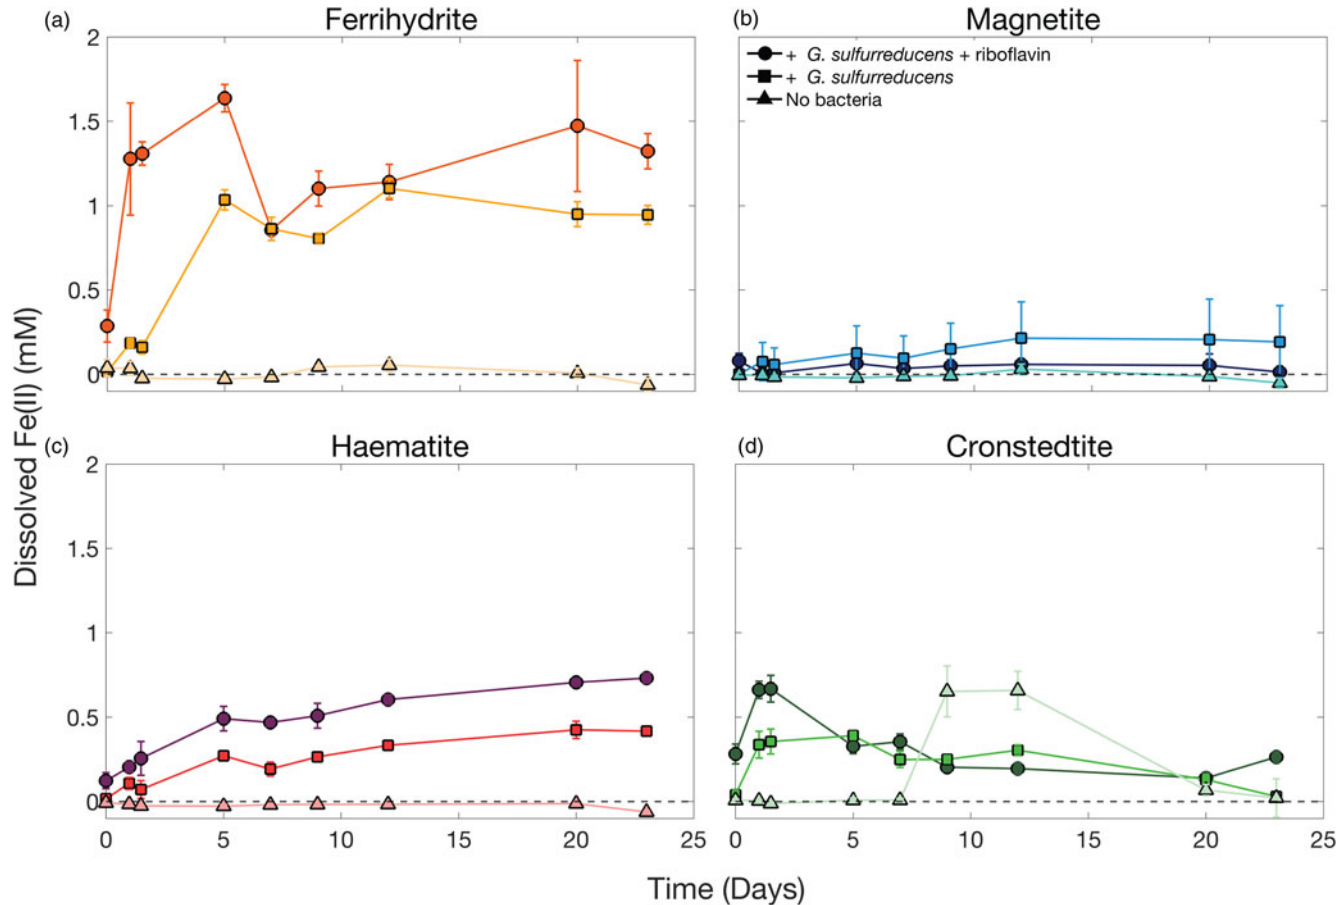 (a) Ferrihydrite
(b) Magnetite
2
1.5
1
0.5
0
+ G. sulfurreducens + riboflavin
+ G. sulfurreducens
No bacteria
Dissolved Fe(II) (mM)
(c) Haematite
(d) Cronstedtite
2
1.5
1
0.5
0
0 5 10 15 20 25
0 5 10 15 20 25
Time (Days)